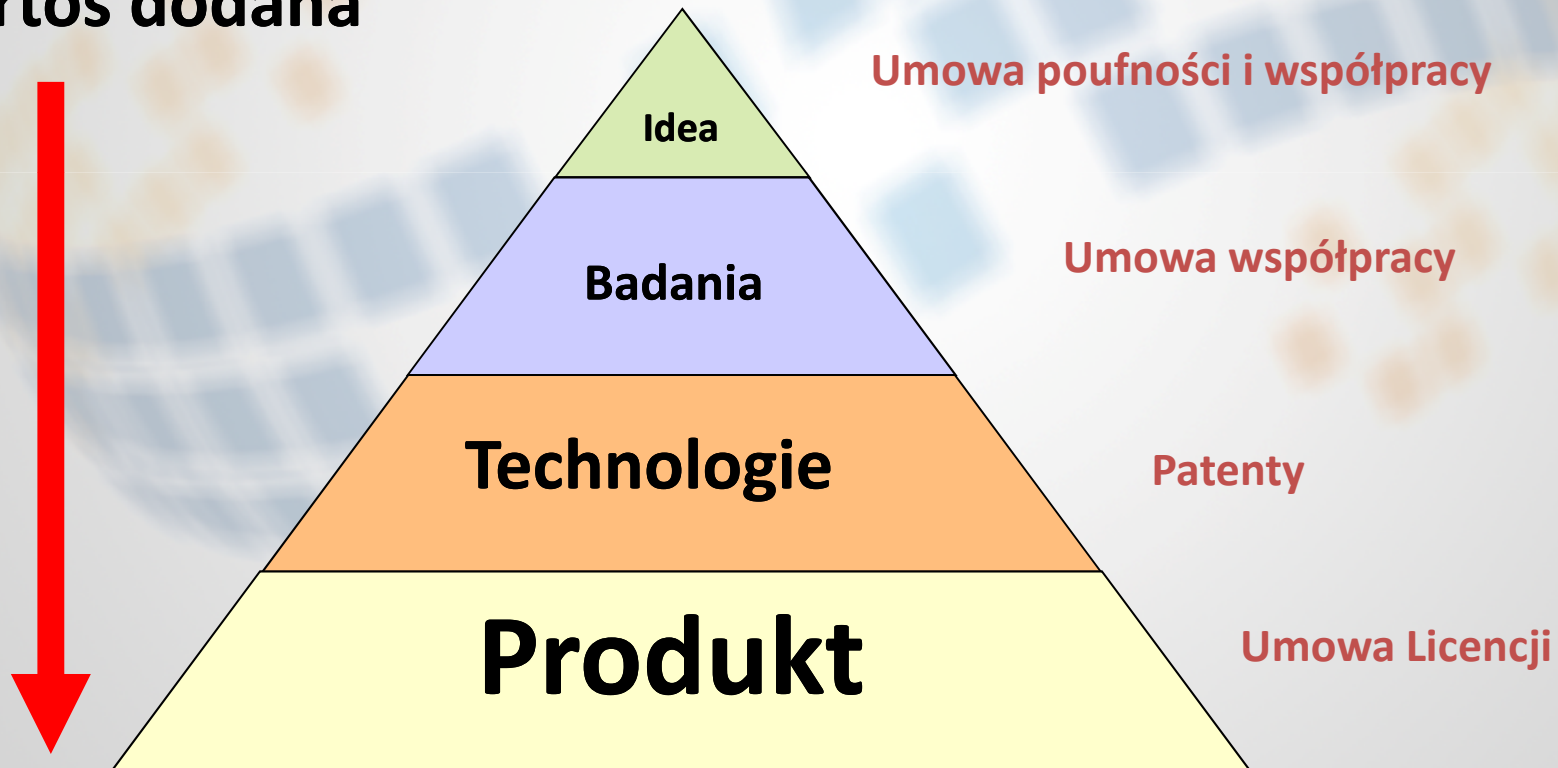 dodana
Umowa poufności i współpracy
Idea
Umowa współpracy
Badania
Technologie
Patenty
Produkt
Umowa Licencji